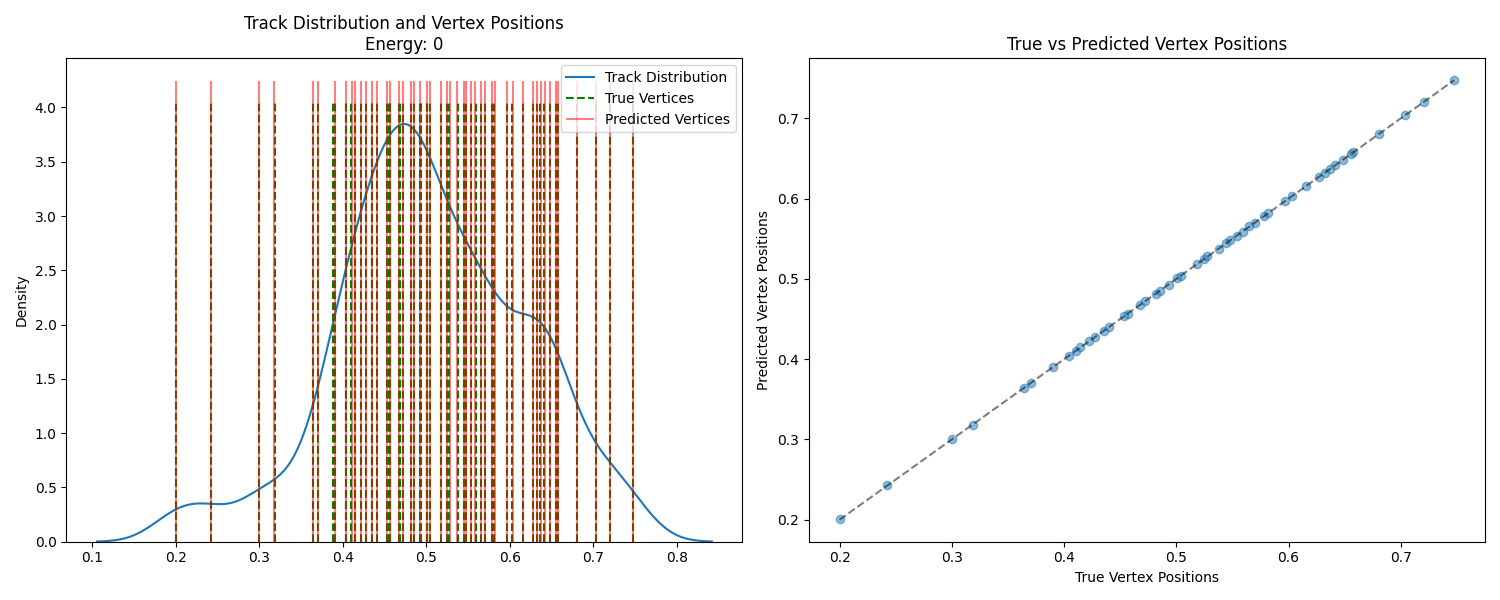 Track Distribution and Vertex Positions
Energy: 0
Track Distribution
True Vertices
Predicted Vertices
Density
4.0
3.5
3.0
2.5
2.0
1.5
1.0
0.5
0.0
0.1 0.2 0.3 0.4 0.5 0.6 0.7 0.8
True vs Predicted Vertex Positions
Predicted Vertex Positions
0.7
0.6
0.5
0.4
0.3
0.2
0.2 0.3 0.4 0.5 0.6 0.7
True Vertex Positions